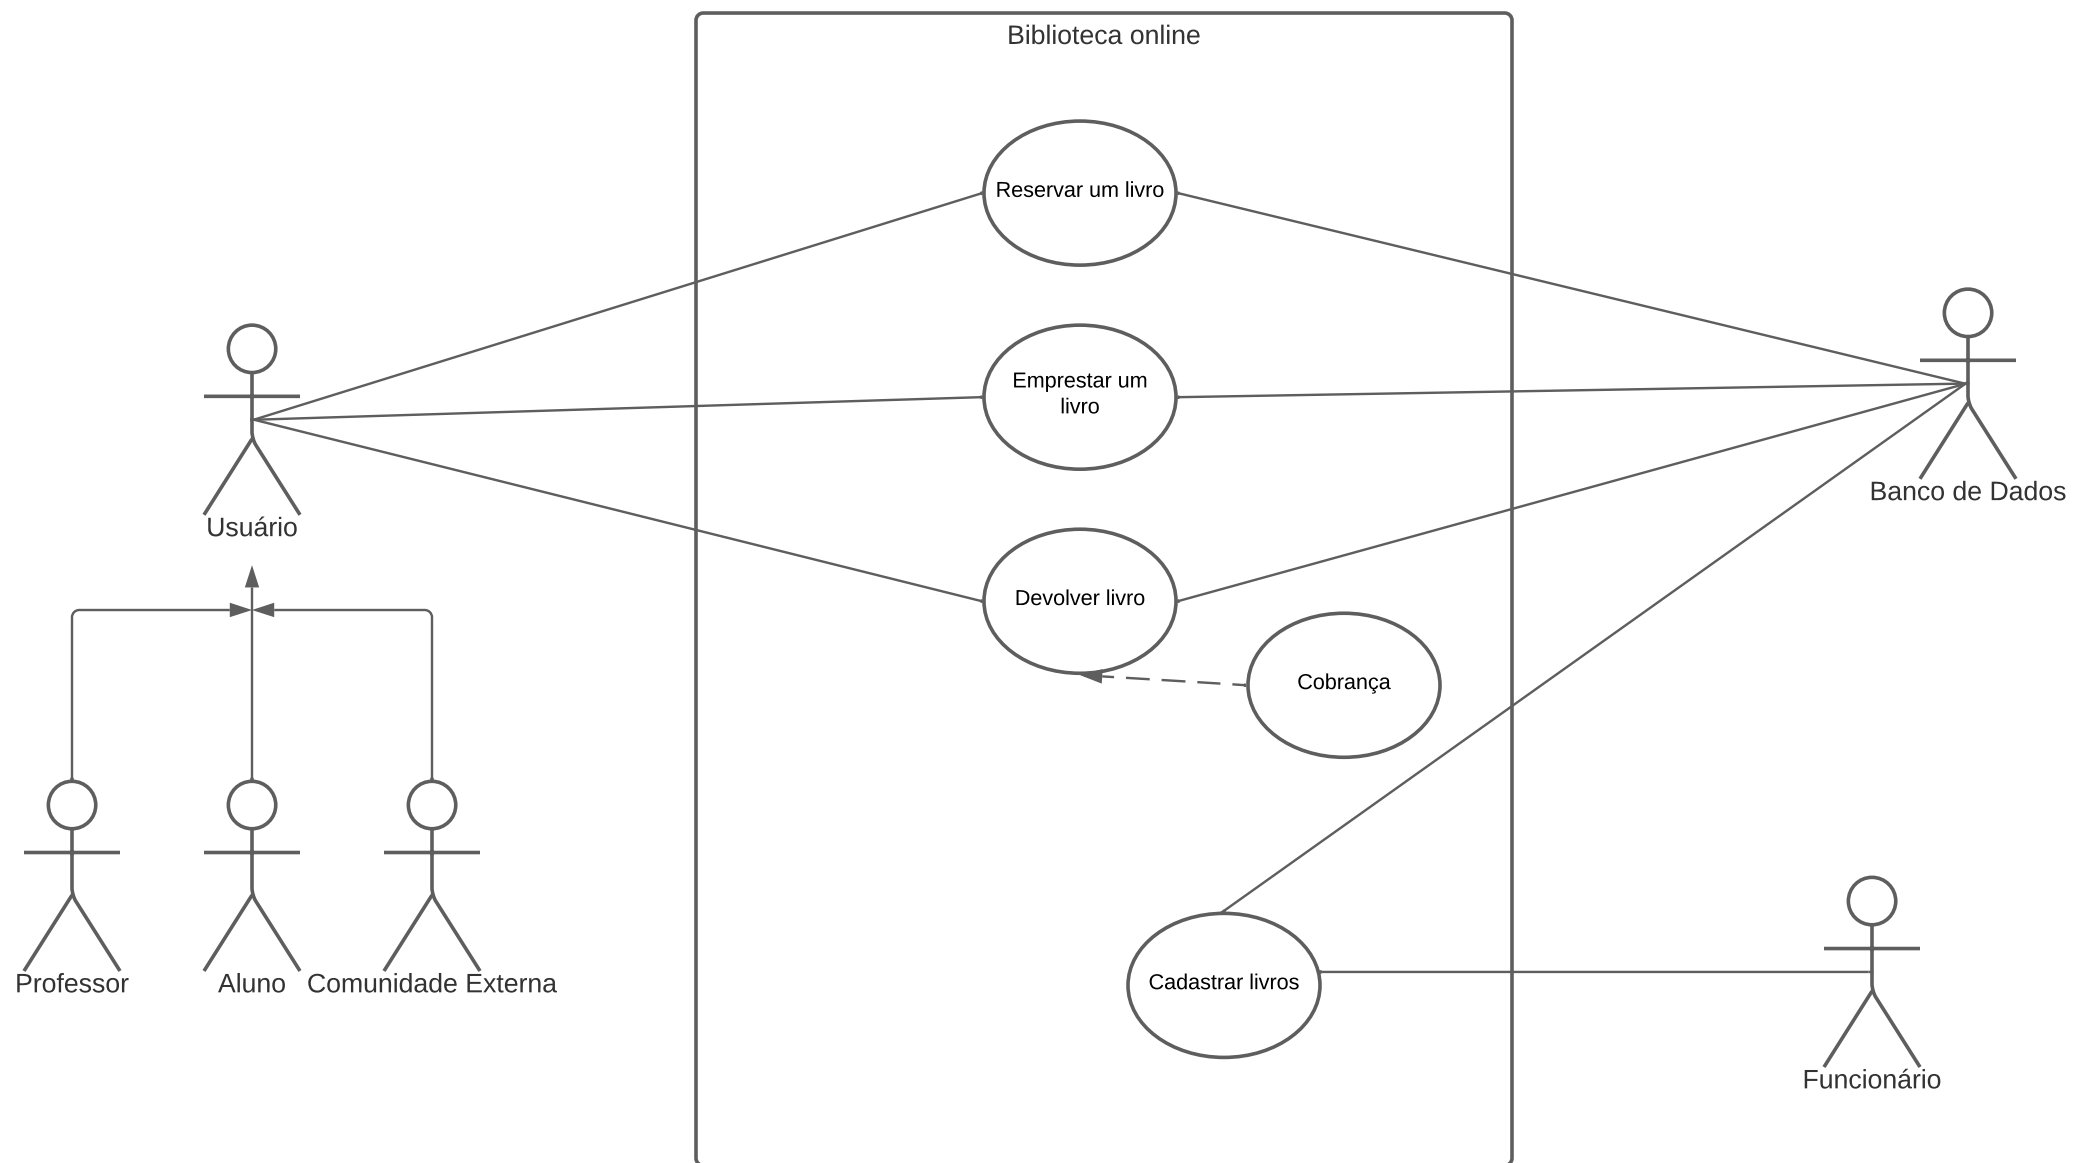 Biblioteca online
Reservar um livro
Emprestar um
livro
Banco de Dados
Usuário
Devolver livro
Cobrança
Professor
Aluno
Comunidade Externa
Cadastrar livros
Funcionário